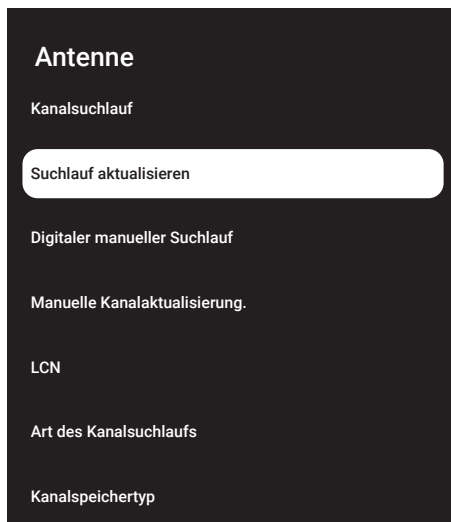 Antenne
Kanalsuchlauf
Suchlauf aktualisieren
Digitaler manueller Suchlauf
Manuelle Kanalaktualisierung.
LCN
Art des Kanalsuchlaufs
Kanalspeichertyp